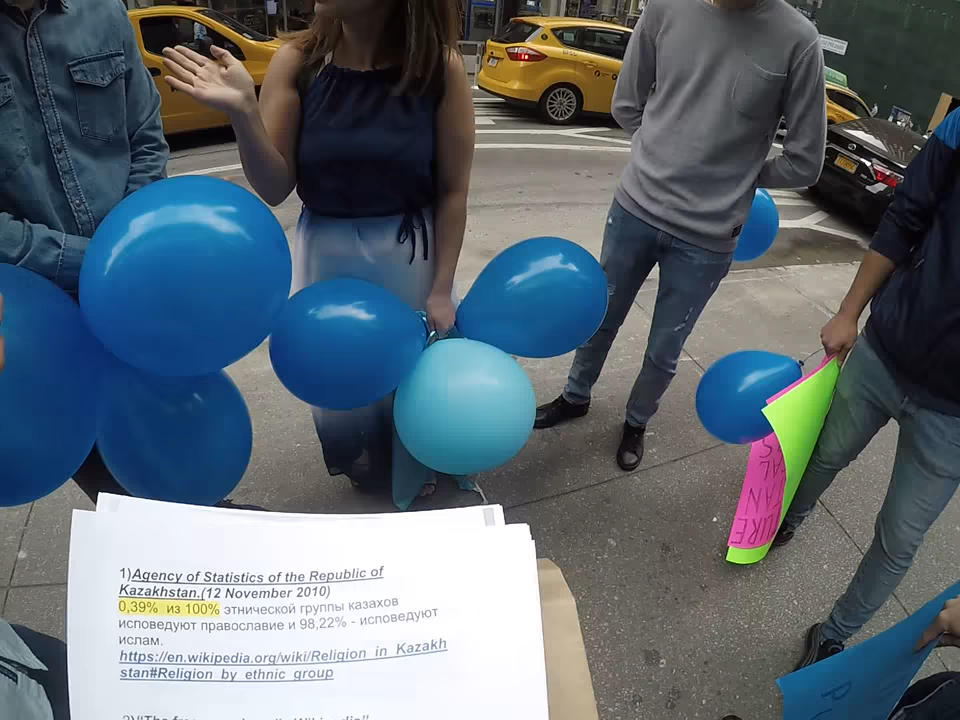 1)Agency of Statistics of the Republic of
Kazakhstan.(12 November 2010)
0,39% из 100% этнической группы казахов
исповедуют православие и 98,22% - исповедуют
ислам.
https://en.wikipedia.org/wiki/Religion_in_Kazakh
stan#Religion_by_ethnic_group